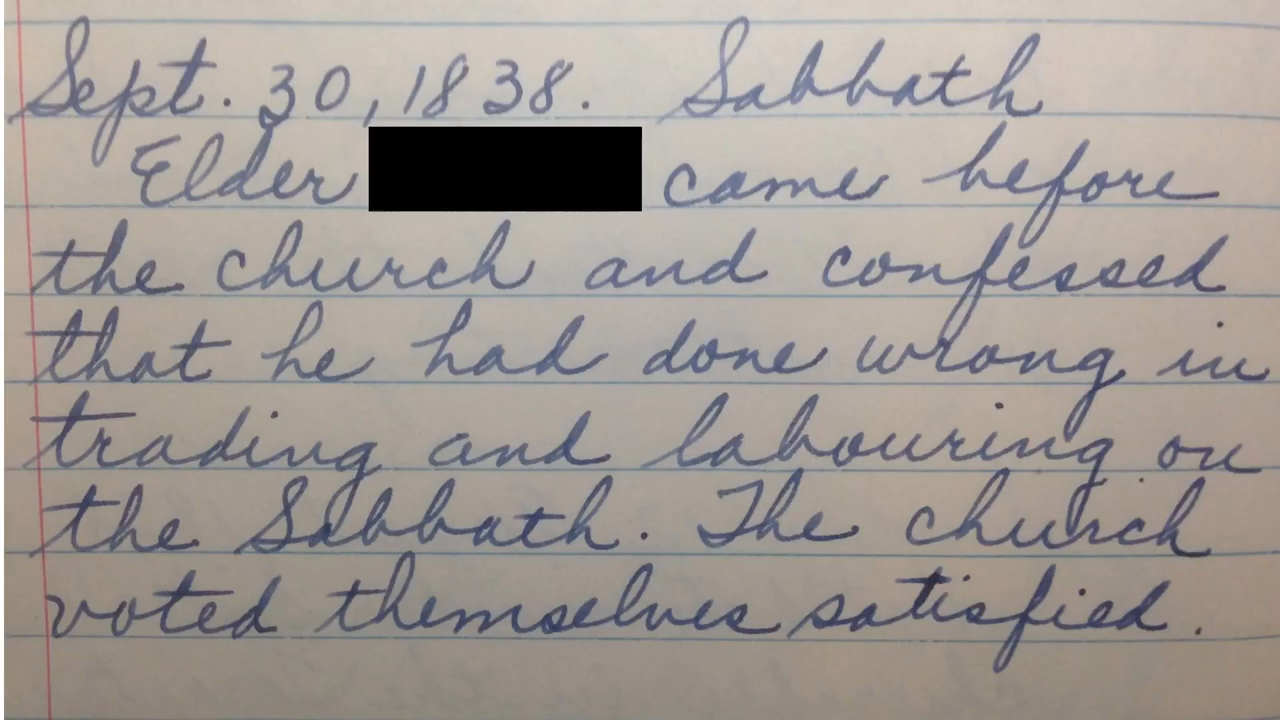 Sept. 30, 1838. Sabbath
Elder came before
the church and confessed
that he had done wrong in
trading and labouring on
the Sabbath. The church
voted themselves satisfied.